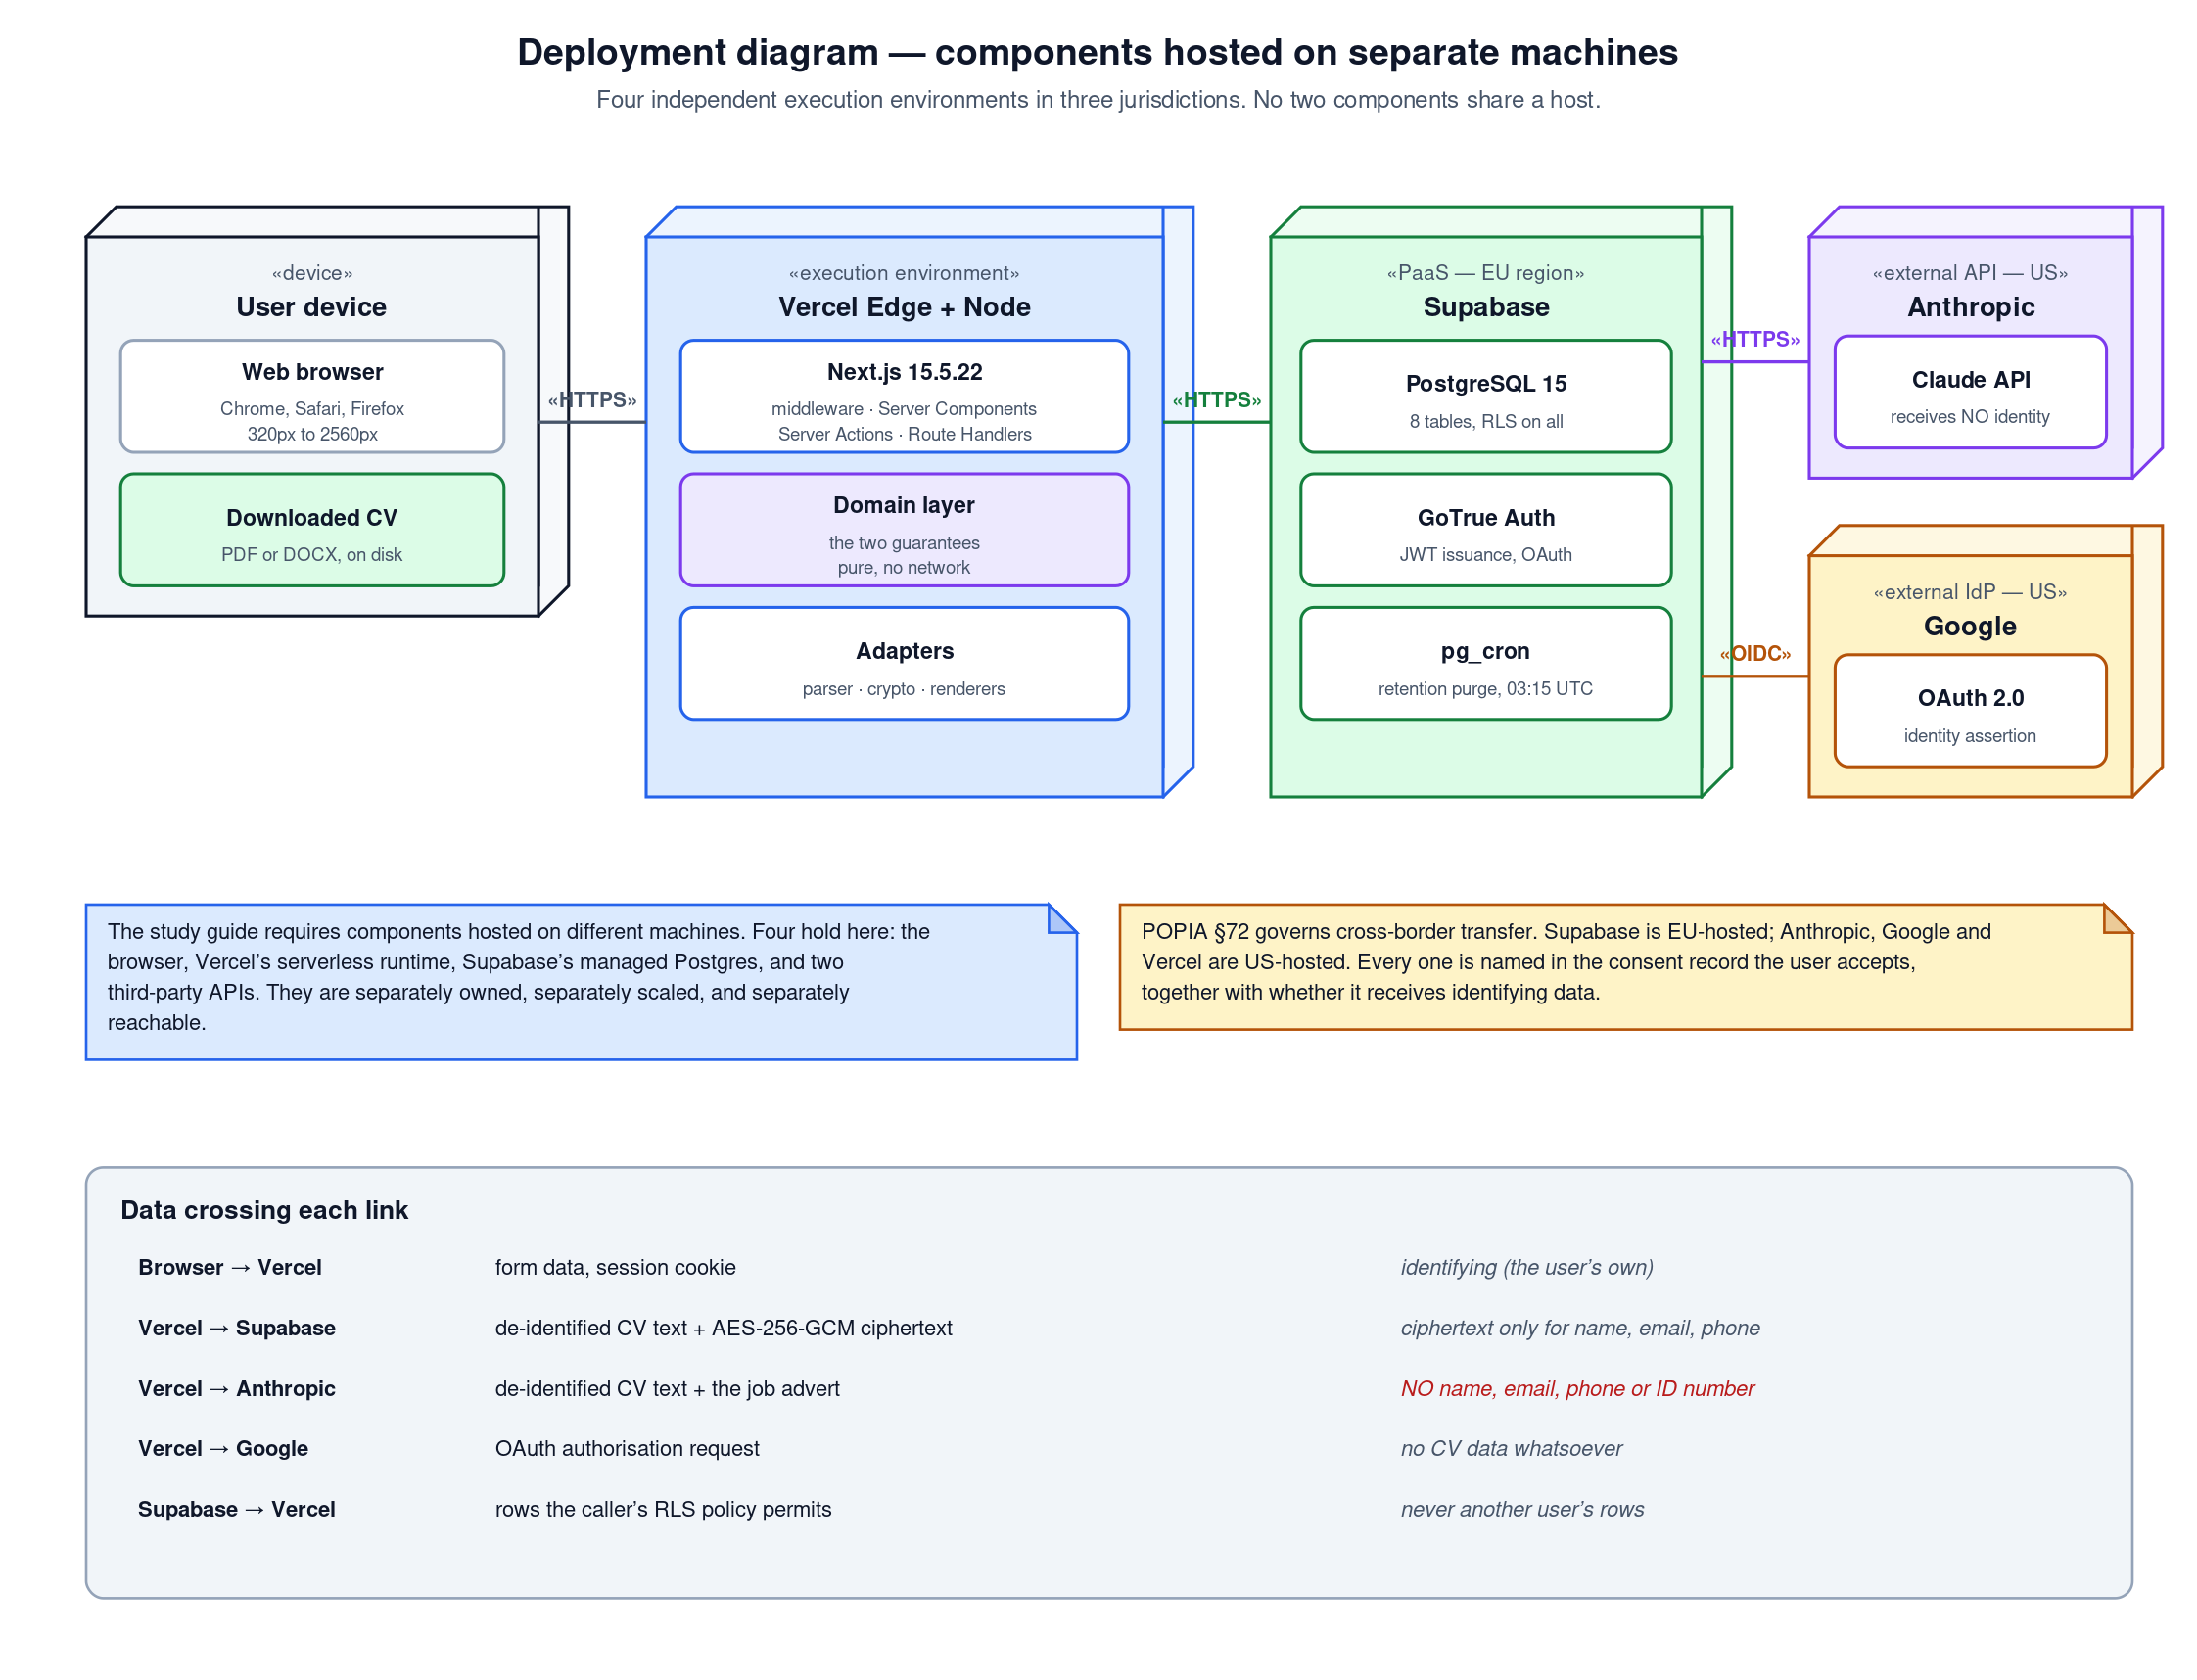 Deployment diagram — components hosted on separate machines
Four independent execution environments in three jurisdictions. No two components share a host.
«device»
User device
Web browser
Chrome, Safari, Firefox
320px to 2560px
Downloaded CV
PDF or DOCX, on disk
«HTTPS»
«execution environment»
Vercel Edge + Node
Next.js 15.5.22
middleware · Server Components
Server Actions · Route Handlers
Domain layer
the two guarantees
pure, no network
Adapters
parser · crypto · renderers
«HTTPS»
«PaaS — EU region»
Supabase
PostgreSQL 15
8 tables, RLS on all
GoTrue Auth
JWT issuance, OAuth
pg_cron
retention purge, 03:15 UTC
«HTTPS»
«external API — US»
Anthropic
Claude API
receives NO identity
«OIDC»
«external IdP — US»
Google
OAuth 2.0
identity assertion
The study guide requires components hosted on different machines. Four hold here: the
browser, Vercel’s serverless runtime, Supabase’s managed Postgres, and two
third-party APIs. They are separately owned, separately scaled, and separately
reachable.
POPIA §72 governs cross-border transfer. Supabase is EU-hosted; Anthropic, Google and
Vercel are US-hosted. Every one is named in the consent record the user accepts,
together with whether it receives identifying data.
Data crossing each link
Browser → Vercel form data, session cookie identifying (the user’s own)
Vercel → Supabase de-identified CV text + AES-256-GCM ciphertext ciphertext only for name, email, phone
Vercel → Anthropic de-identified CV text + the job advert NO name, email, phone or ID number
Vercel → Google OAuth authorisation request no CV data whatsoever
Supabase → Vercel rows the caller’s RLS policy permits never another user’s rows